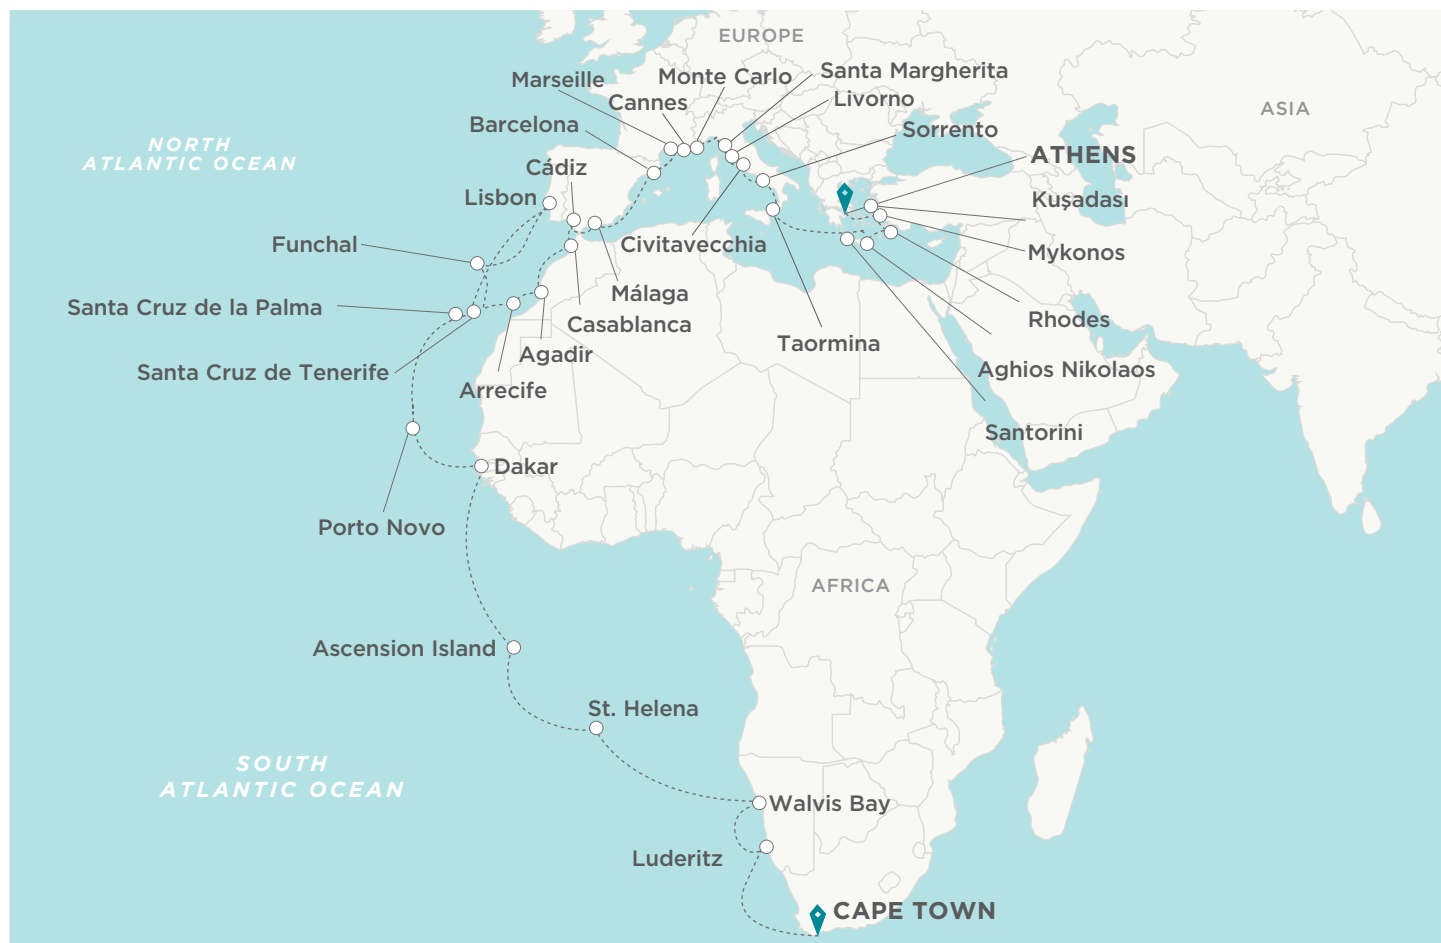 EUROPE
Santa Margherita
Monte Carlo
Marseille
Livorno
Cannes
ASIA
Barcelona
Sorrento
NORTH
ATLANTIC OCEAN
ATHENS
Cádiz
Lisbon
Kuşadası
Funchal
Civitavecchia
Mykonos
Málaga
Santa Cruz de la Palma
Casablanca
Rhodes
Taormina
Agadir
Santa Cruz de Tenerife
Aghios Nikolaos
Arrecife
Santorini
Dakar
Porto Novo
AFRICA
Ascension Island
St. Helena
SOUTH
ATLANTIC OCEAN
Walvis Bay
Luderitz
CAPE TOWN